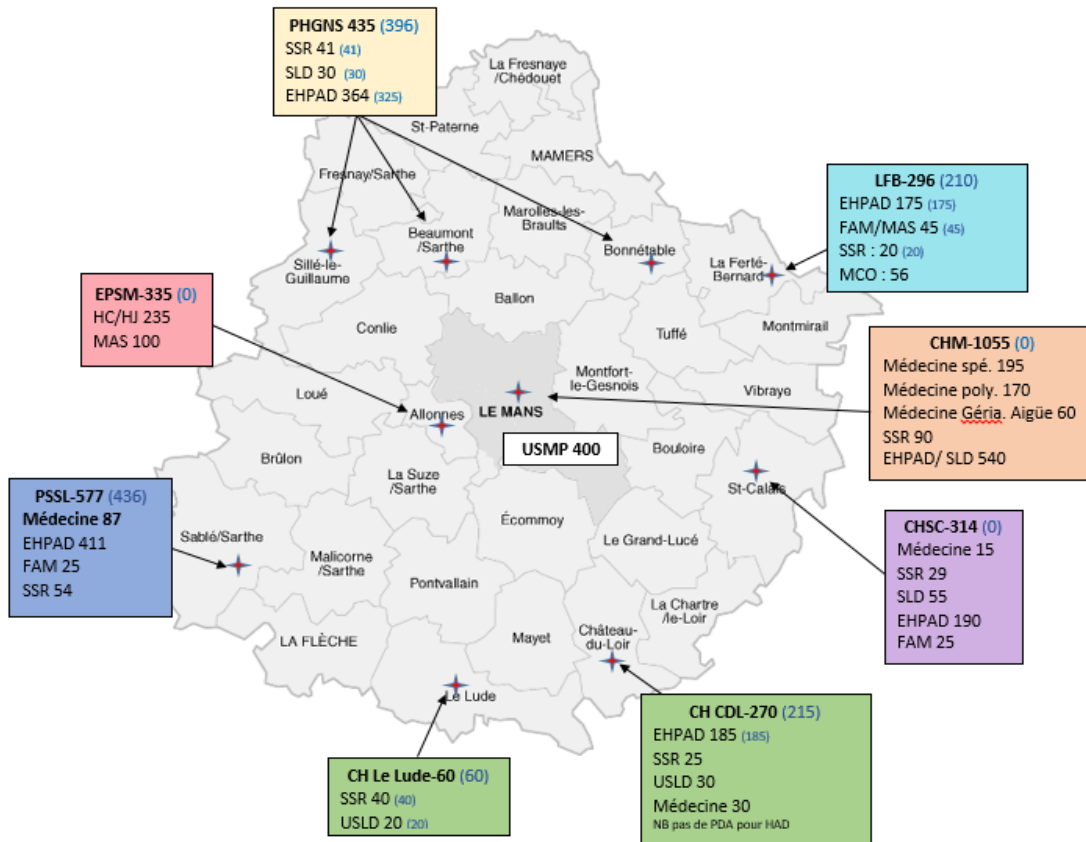 PHGNS 435 (396)
SSR 41 (41)
SLD 30 (30)
EHPAD 364 (325)
La Fresnaye
/Chédouet
St-Paterne
MAMERS
Fresnay/Sarthe
Marolles-les-
Braults
Beaumont
/Sarthe
Bonnétable
Sillé-le-
Guillaume
La Ferté-
Bernard
LFB-296 (210)
EHPAD 175 (175)
FAM/MAS 45 (45)
SSR : 20 (20)
MCO : 56
EPSM-335 (0)
HC/HJ 235
MAS 100
Ballon
Conlie
Tuffé
Montmirail
Montfort-
le-Gesnois
Vibraye
Loué
Allonnes
LE MANS
USMP 400
CHM-1055 (0)
Médecine spé. 195
Médecine poly. 170
Médecine Géria. Aigüe 60
SSR 90
EHPAD/ SLD 540
Bouloire
Brûlon
La Suze
/Sarthe
St-Calais
PSSL-577 (436)
Médecine 87
EHPAD 411
FAM 25
SSR 54
Sablé/Sarthe
Malicorne
/Sarthe
Écommoy
Le Grand-Lucé
CHSC-314 (0)
Médecine 15
SSR 29
SLD 55
EHPAD 190
FAM 25
Pontvallain
La Chartre
/le-Loir
LA FLÈCHE
Mayet
Château-
du-Loir
Le Lude
CH Le Lude-60 (60)
SSR 40 (40)
USLD 20 (20)
CH CDL-270 (215)
EHPAD 185 (185)
SSR 25
USLD 30
Médecine 30
NB pas de PDA pour HAD